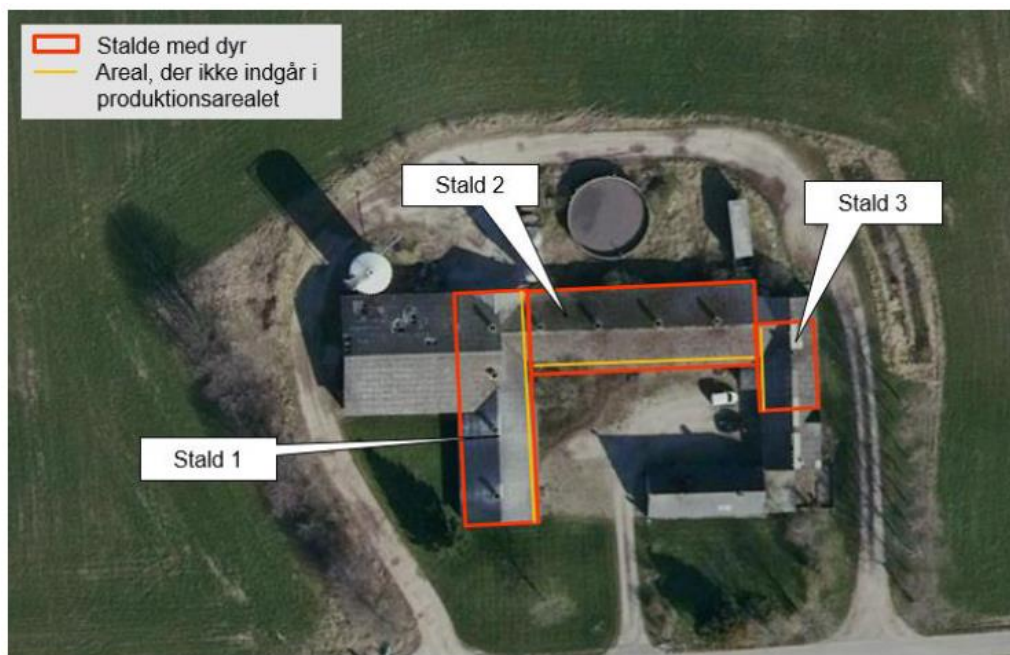 Stalde med dyr
Areal, der ikke indgår i
produktionsarealet
Stald 2
Stald 3
Stald 1